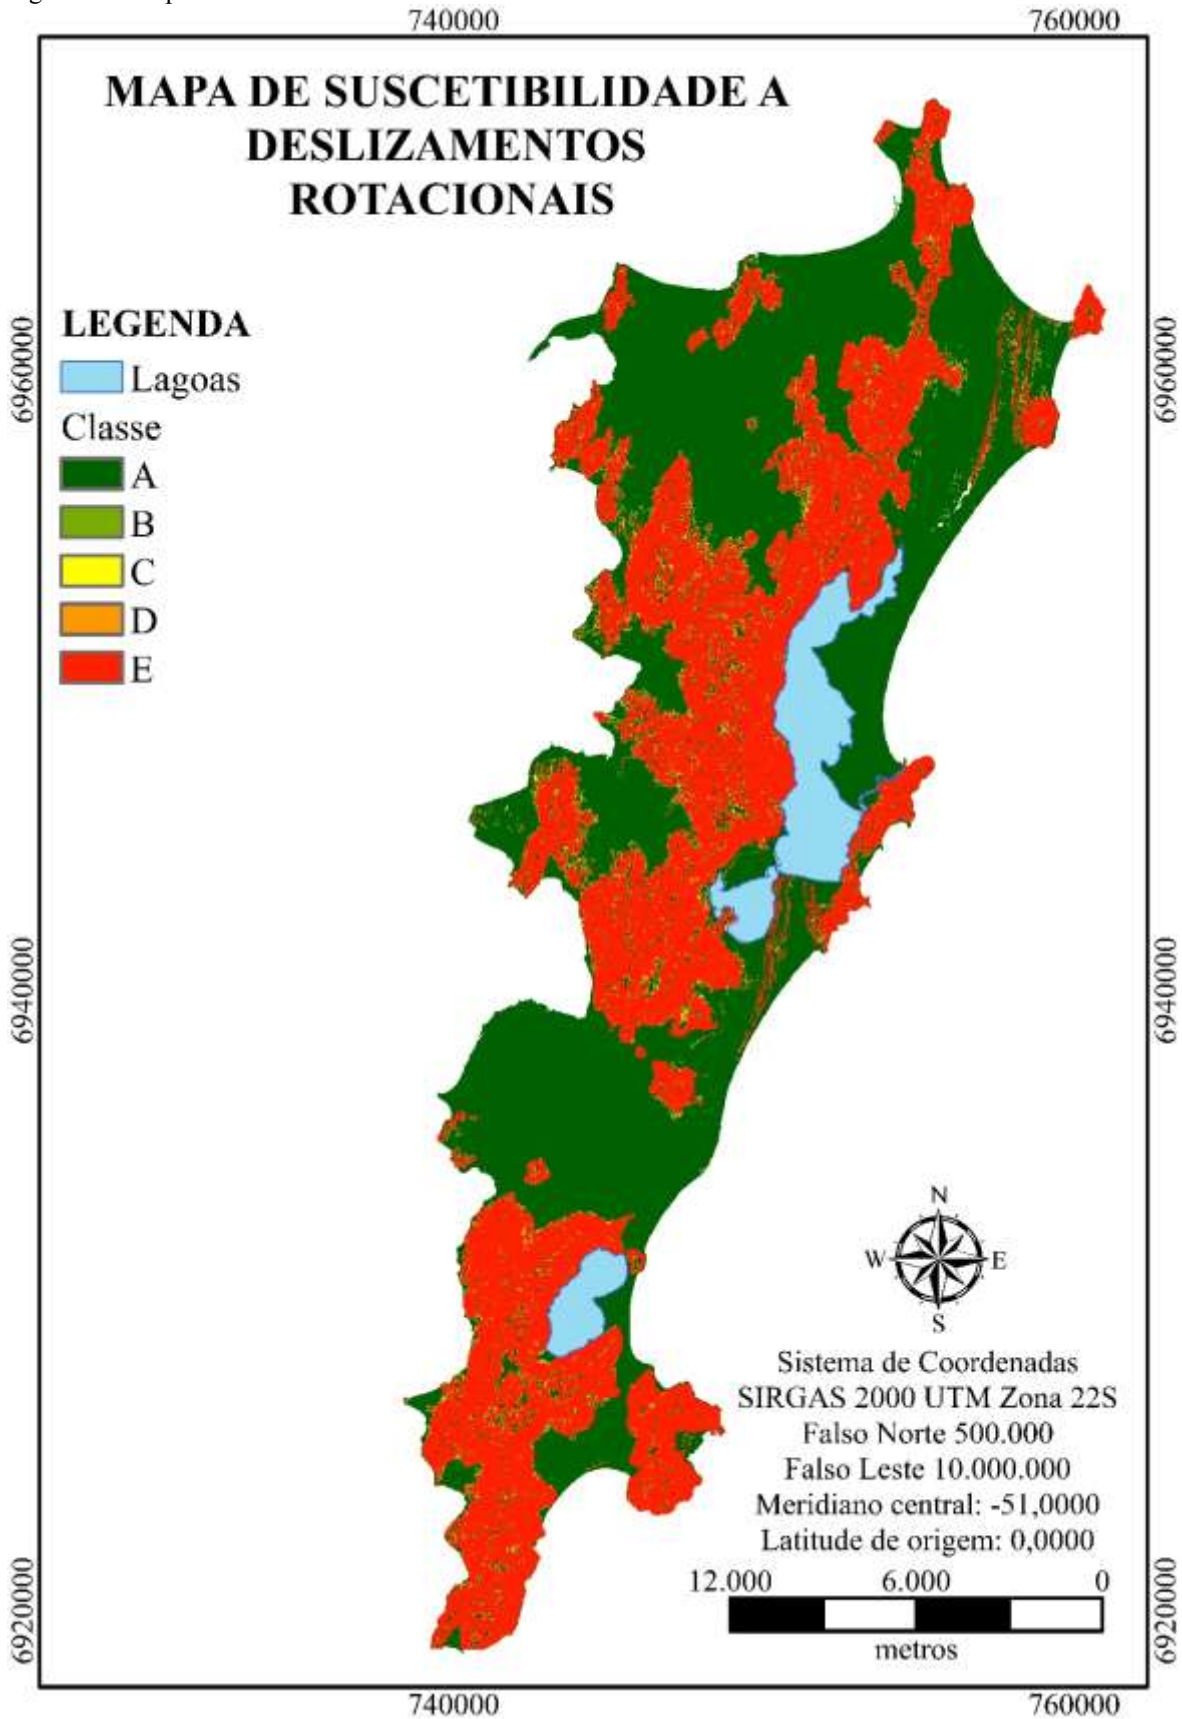 740000
760000
MAPA DE SUSCETIBILIDADE A
DESLIZAMENTOS
ROTACIONAIS
LEGENDA
Lagoas
Classe
A
B
C
D
E
6960000
6960000
6940000
6940000
N
W
E
S
Sistema de Coordenadas
SIRGAS 2000 UTM Zona 22S
Falso Norte 500.000
Falso Leste 10.000.000
Meridiano central: -51,0000
Latitude de origem: 0,0000
12.000 6.000 0
metros
6920000
6920000
740000
760000